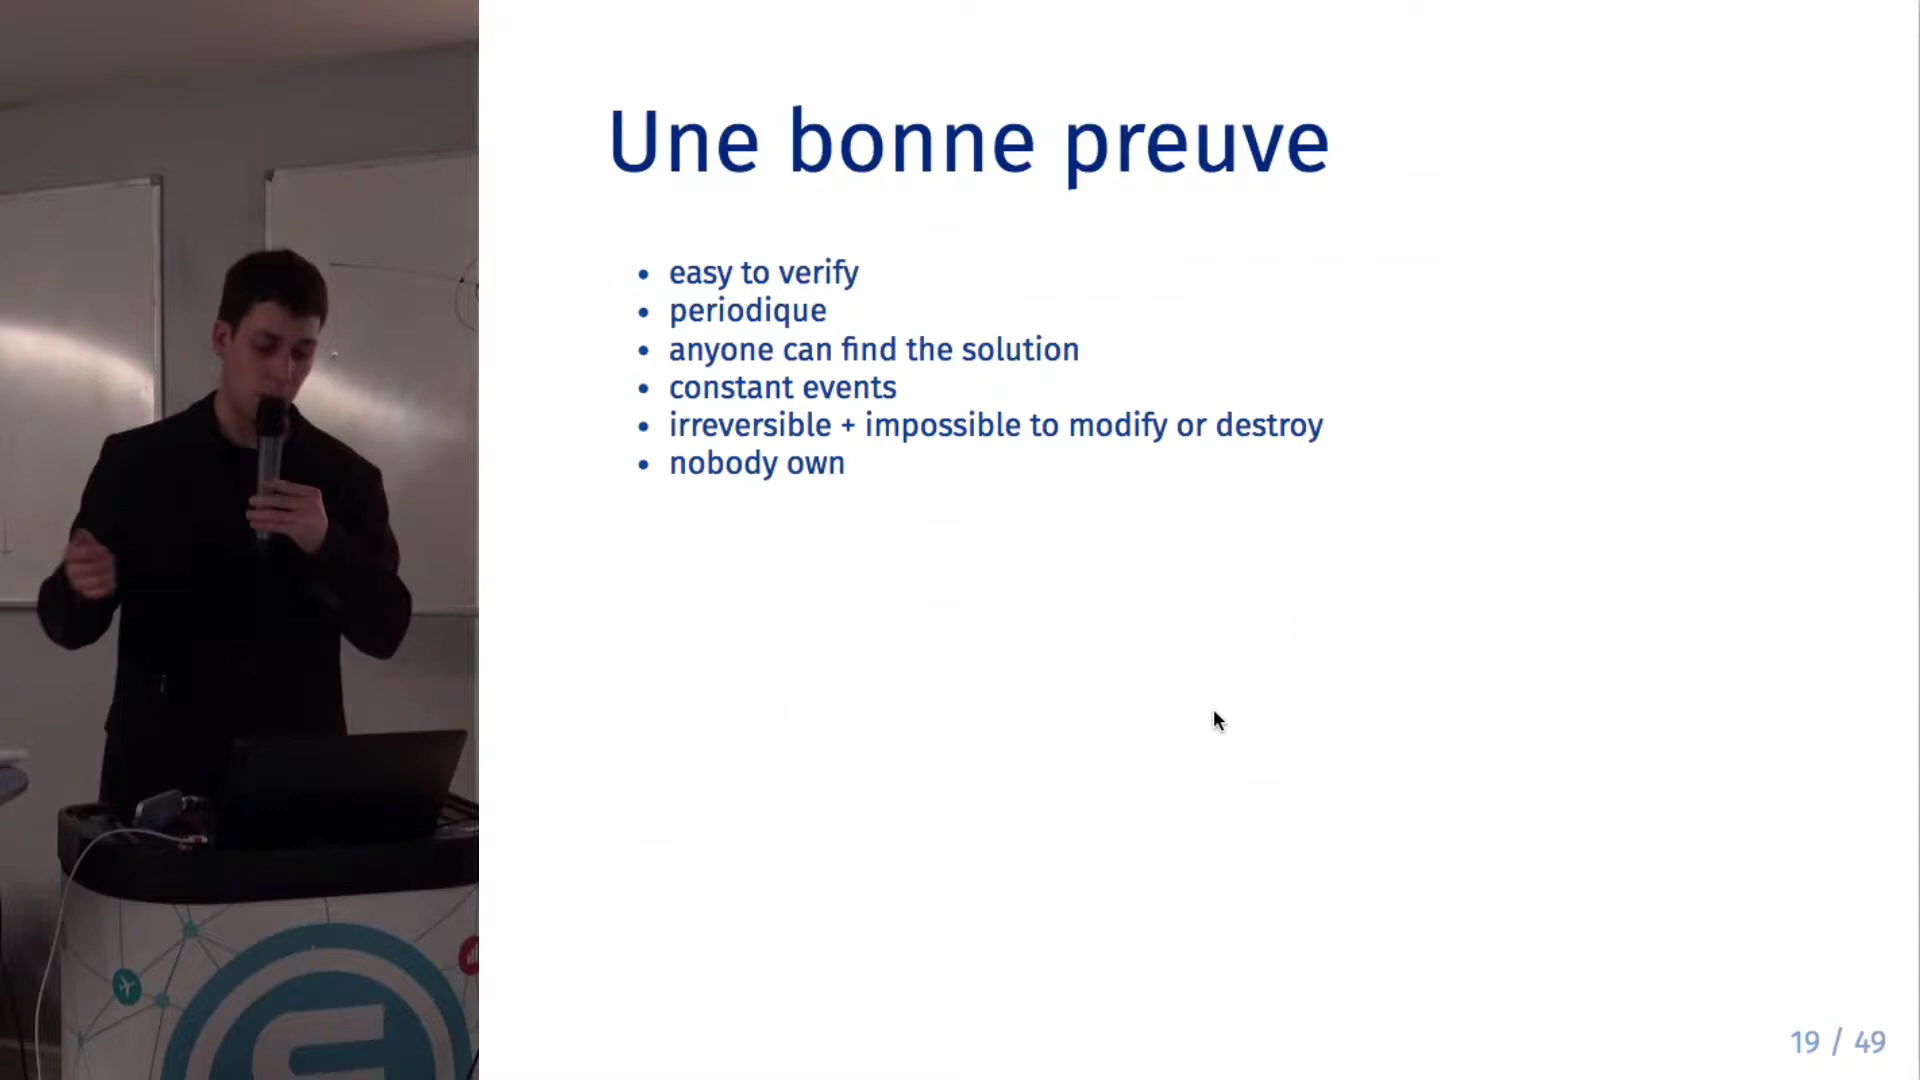 Une bonne preuve
easy to verify
periodique
anyone can find the solution
constant events
irreversible + impossible to modify or destroy
nobody own
19 / 49